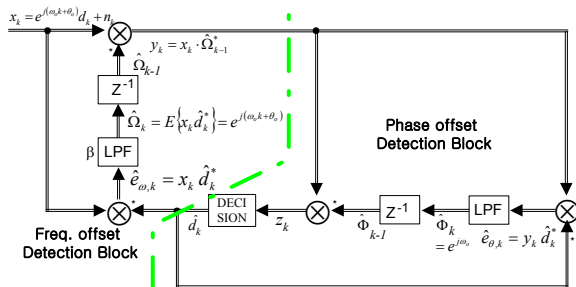 x_k = e^{j(ω_o k+θ_o)} d_k + n_k
y_k = x_k · Ω̂*_{k-1}
Ω̂_{k-1}
Z⁻¹
Ω̂_k = E{x_k d̂*_k} = e^{j(ω_o k+θ_o)}
β LPF
ê_{ω,k} = x_k d̂*_k
Phase offset
Detection Block
DECI
SION
Z⁻¹
LPF
d̂_k
z_k
Φ̂_{k-1}
Φ̂_k
= e^{jω_o}
ê_{θ,k} = y_k d̂*_k
Freq. offset
Detection Block